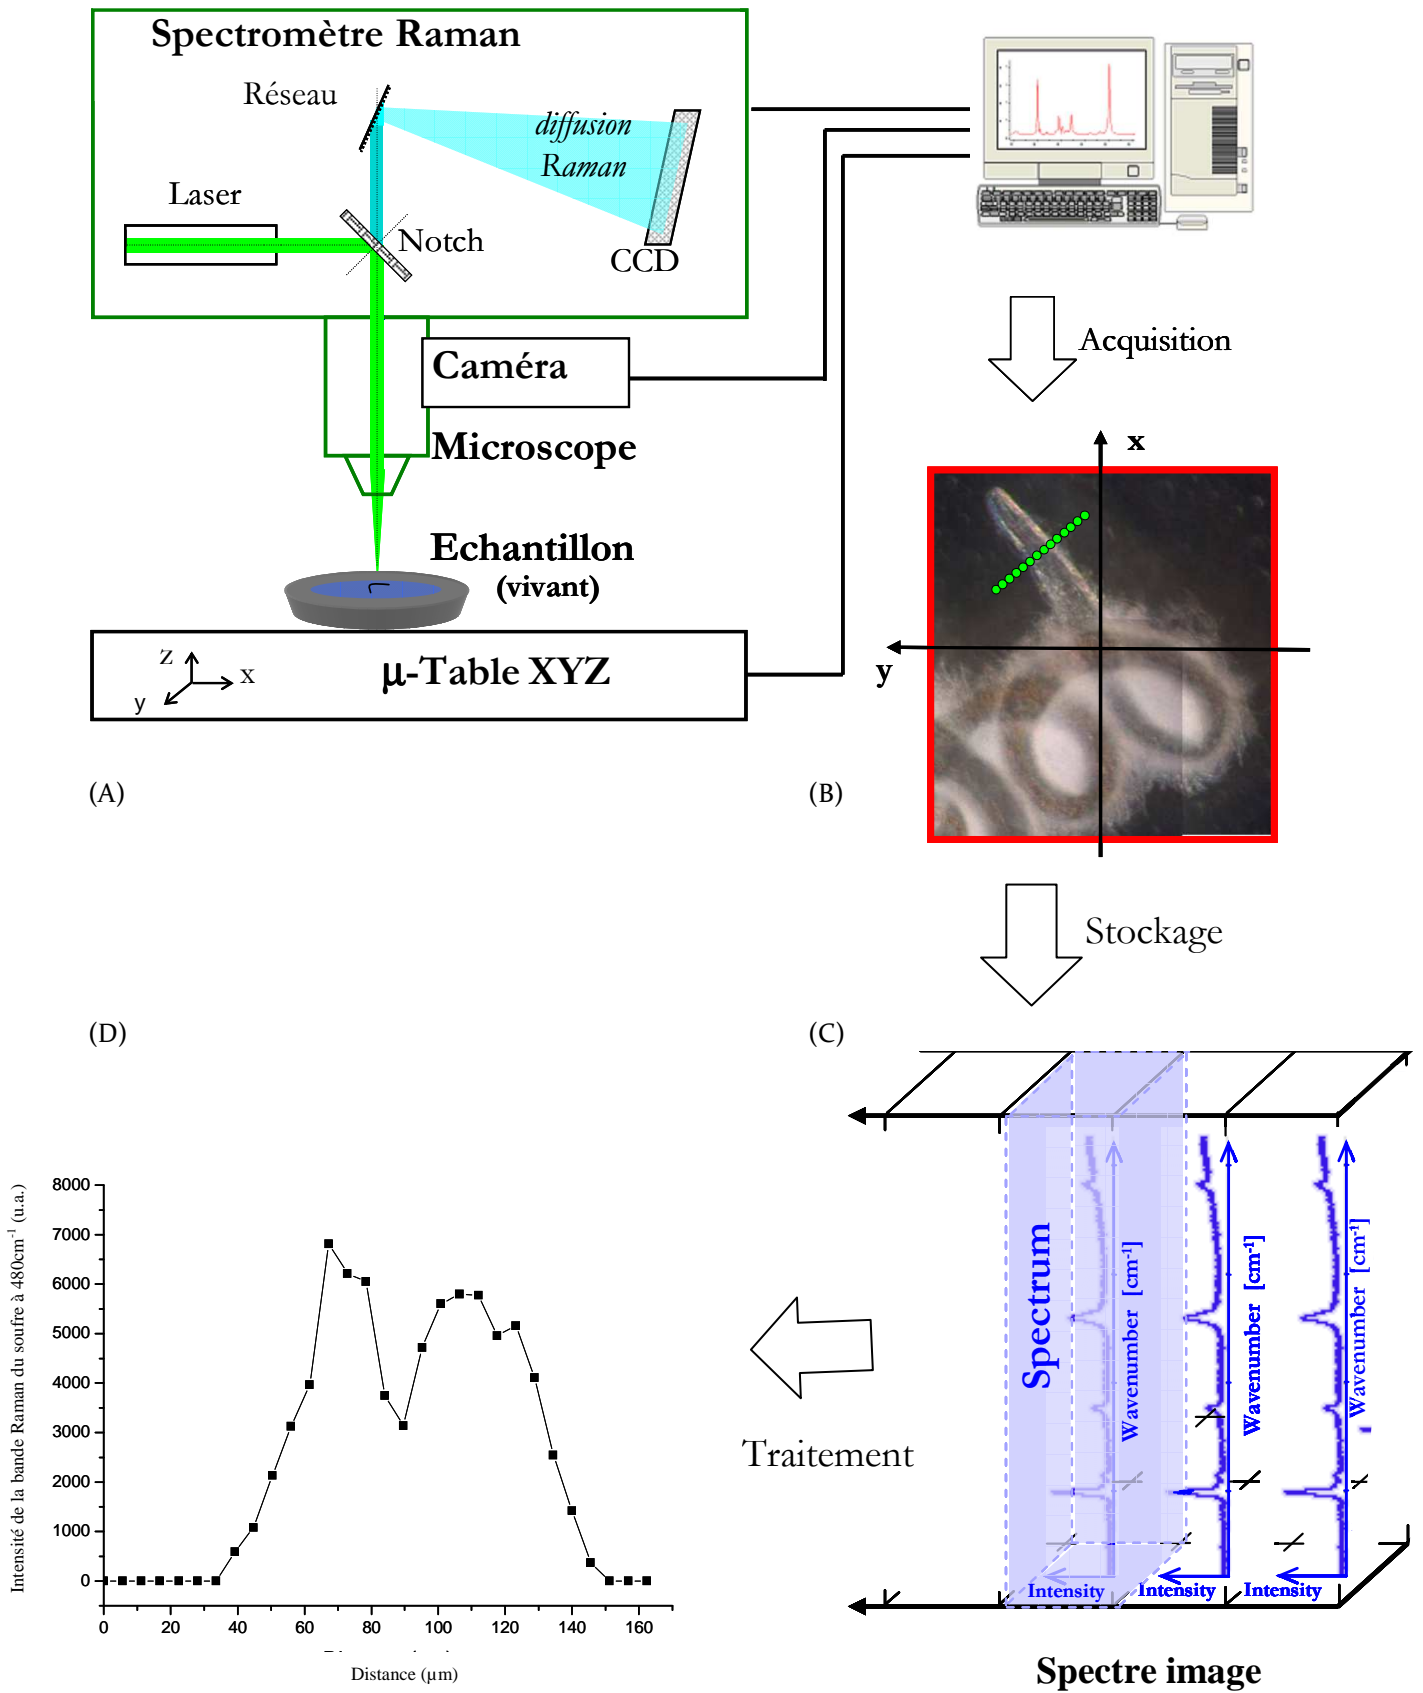 Spectromètre Raman
Réseau
diffusion
Raman
Laser
Notch
CCD
Caméra
Microscope
Echantillon
(vivant)
z
x
y
µ-Table XYZ
(A)
Acquisition
x
y
(B)
Stockage
(D)
(C)
Intensité de la bande Raman du soufre à 480cm-1 (u.a.)
8000
7000
6000
5000
4000
3000
2000
1000
0
0 20 40 60 80 100 120 140 160
Distance (µm)
Traitement
Spectrum
Wavenumber [cm-1]
Wavenumber [cm-1]
Wavenumber [cm-1]
Intensity
Intensity
Intensity
Spectre image